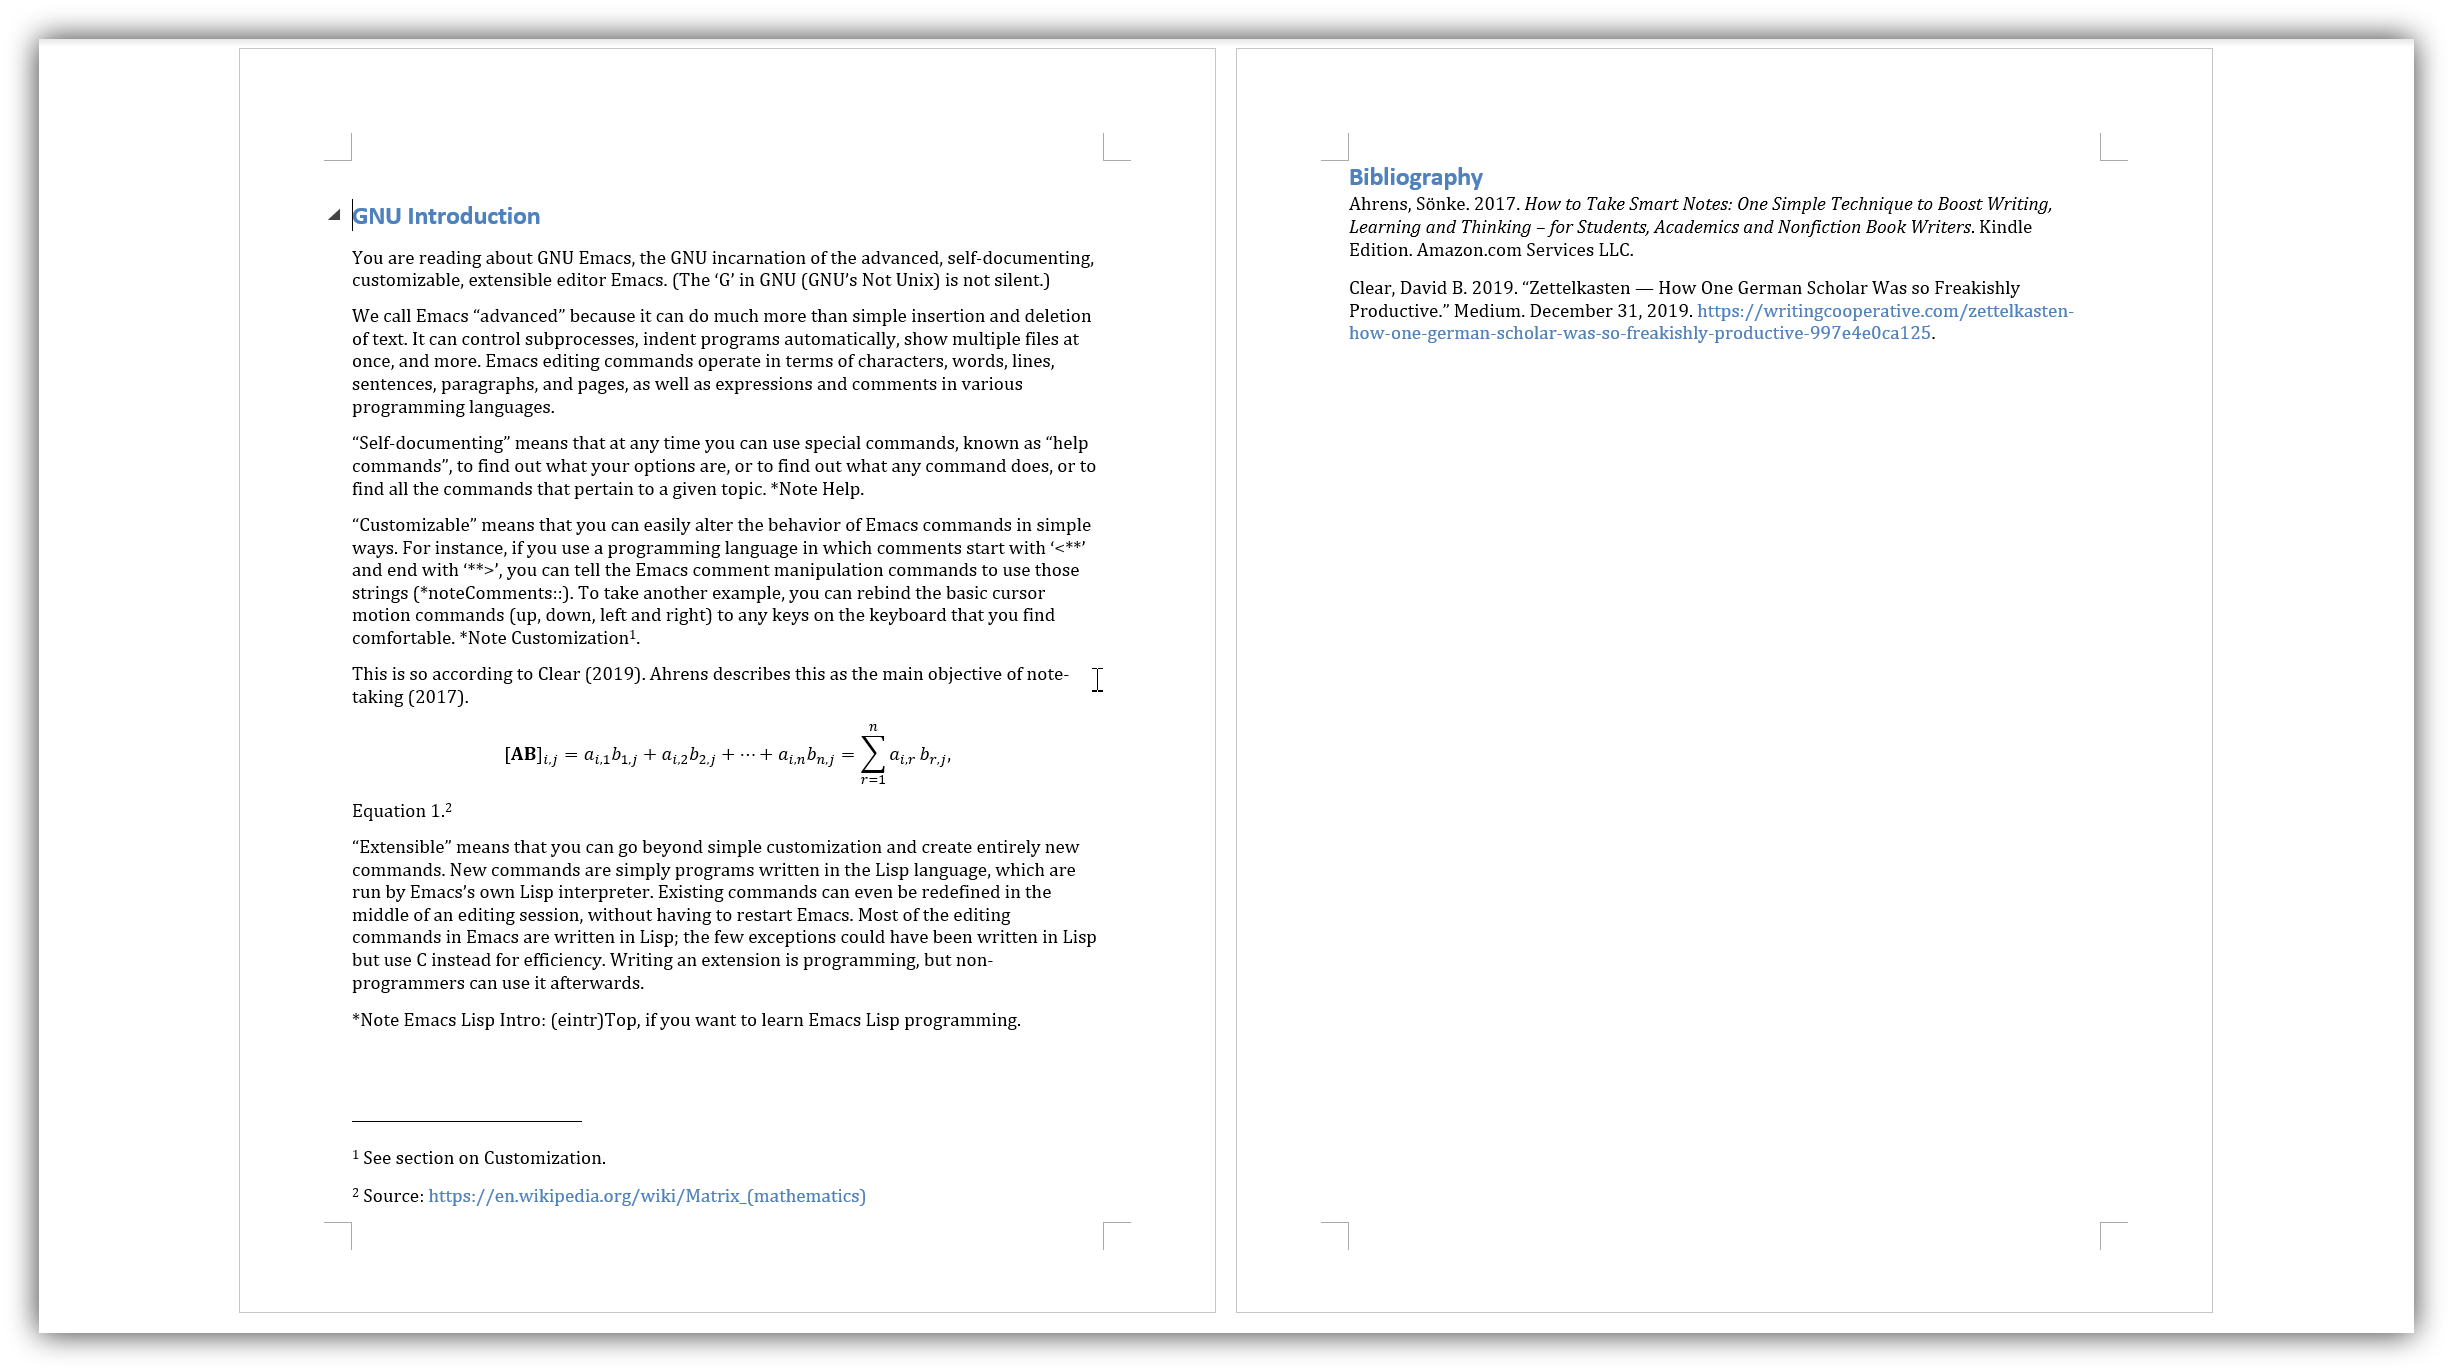 GNU Introduction
You are reading about GNU Emacs, the GNU incarnation of the advanced, self-documenting,
customizable, extensible editor Emacs. (The ‘G’ in GNU (GNU’s Not Unix) is not silent.)
We call Emacs “advanced” because it can do much more than simple insertion and deletion
of text. It can control subprocesses, indent programs automatically, show multiple files at
once, and more. Emacs editing commands operate in terms of characters, words, lines,
sentences, paragraphs, and pages, as well as expressions and comments in various
programming languages.
“Self-documenting” means that at any time you can use special commands, known as “help
commands”, to find out what your options are, or to find out what any command does, or to
find all the commands that pertain to a given topic. *Note Help.
“Customizable” means that you can easily alter the behavior of Emacs commands in simple
ways. For instance, if you use a programming language in which comments start with ‘<**’
and end with ‘**>’, you can tell the Emacs comment manipulation commands to use those
strings (*noteComments::). To take another example, you can rebind the basic cursor
motion commands (up, down, left and right) to any keys on the keyboard that you find
comfortable. *Note Customization¹.
This is so according to Clear (2019). Ahrens describes this as the main objective of note-
taking (2017).
[AB]i,j = ai,1b1,j + ai,2b2,j + ⋯ + ai,nbn,j = ∑r=1n ai,r br,j,
Equation 1.²
“Extensible” means that you can go beyond simple customization and create entirely new
commands. New commands are simply programs written in the Lisp language, which are
run by Emacs’s own Lisp interpreter. Existing commands can even be redefined in the
middle of an editing session, without having to restart Emacs. Most of the editing
commands in Emacs are written in Lisp; the few exceptions could have been written in Lisp
but use C instead for efficiency. Writing an extension is programming, but non-
programmers can use it afterwards.
*Note Emacs Lisp Intro: (eintr)Top, if you want to learn Emacs Lisp programming.
¹ See section on Customization.
² Source: https://en.wikipedia.org/wiki/Matrix_(mathematics)
Bibliography
Ahrens, Sönke. 2017. How to Take Smart Notes: One Simple Technique to Boost Writing,
Learning and Thinking – for Students, Academics and Nonfiction Book Writers. Kindle
Edition. Amazon.com Services LLC.
Clear, David B. 2019. “Zettelkasten — How One German Scholar Was so Freakishly
Productive.” Medium. December 31, 2019. https://writingcooperative.com/zettelkasten-
how-one-german-scholar-was-so-freakishly-productive-997e4e0ca125.